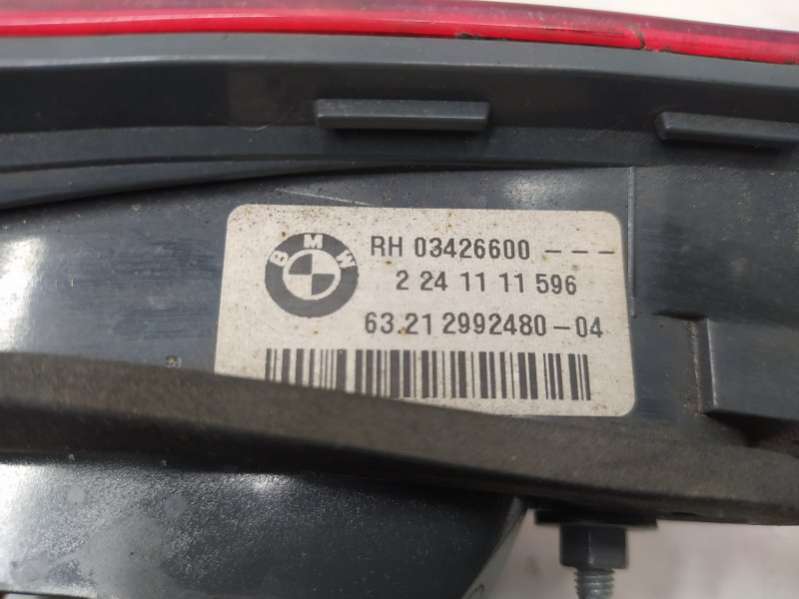 BMW
RH 03426600 - - -
2 24 11 11 596
63.21 2992480-04